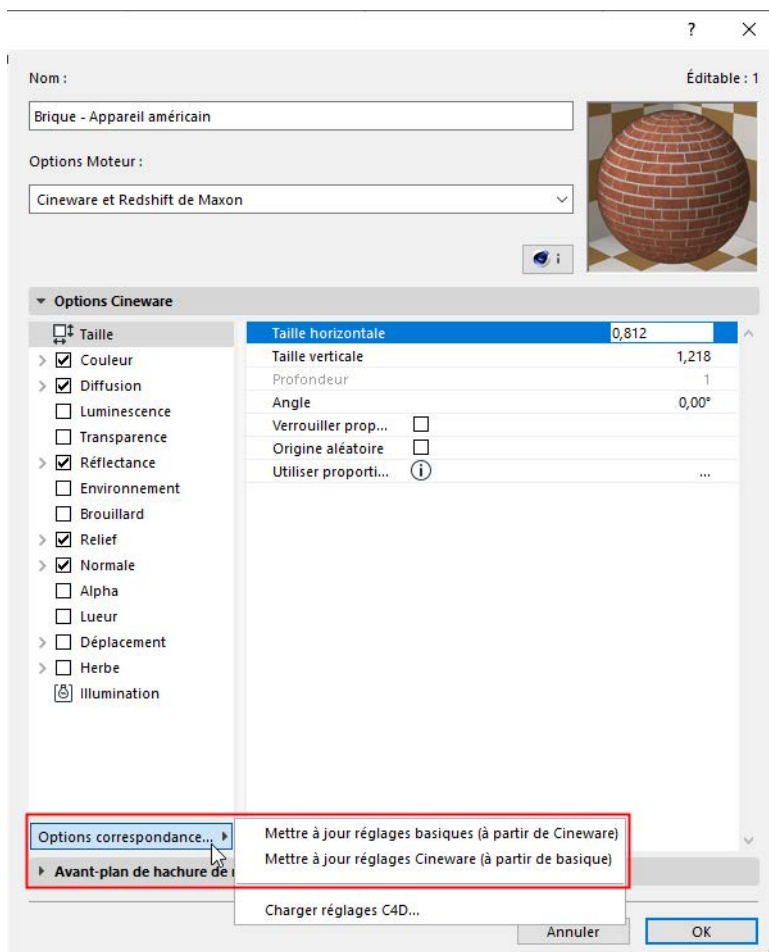 ?
Nom :
Éditable : 1
Brique - Appareil américain
Options Moteur :
Cineware et Redshift de Maxon
i
Options Cineware
Taille
Couleur
Diffusion
Luminescence
Transparence
Réflectance
Environnement
Brouillard
Relief
Normale
Alpha
Lueur
Déplacement
Herbe
Illumination
Taille horizontale 0,812
Taille verticale 1,218
Profondeur 1
Angle 0,00°
Verrouiller prop...
Origine aléatoire
Utiliser proporti... i ...
Options correspondance...
Mettre à jour réglages basiques (à partir de Cineware)
Mettre à jour réglages Cineware (à partir de basique)
Avant-plan de hachure de
Charger réglages C4D...
Annuler
OK